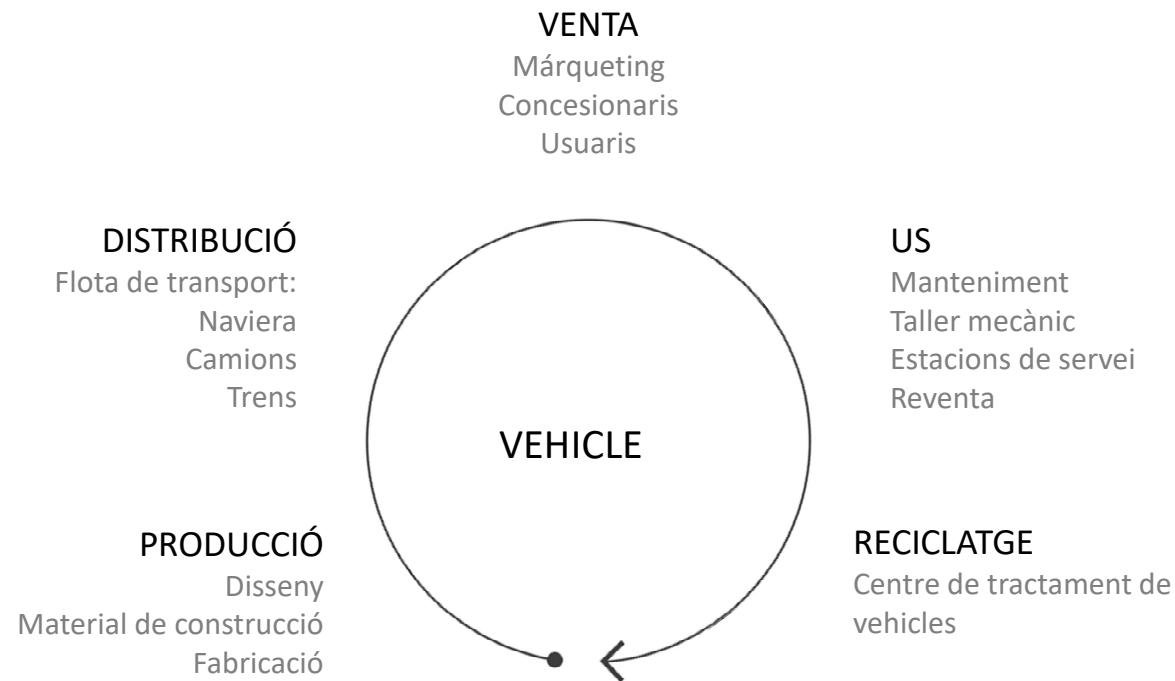 VENTA
Márqueting
Concesionaris
Usuaris
DISTRIBUCIÓ
Flota de transport:
Naviera
Camions
Trens
US
Manteniment
Taller mecànic
Estacions de servei
Reventa
VEHICLE
PRODUCCIÓ
Disseny
Material de construcció
Fabricació
RECICLATGE
Centre de tractament de
vehicles